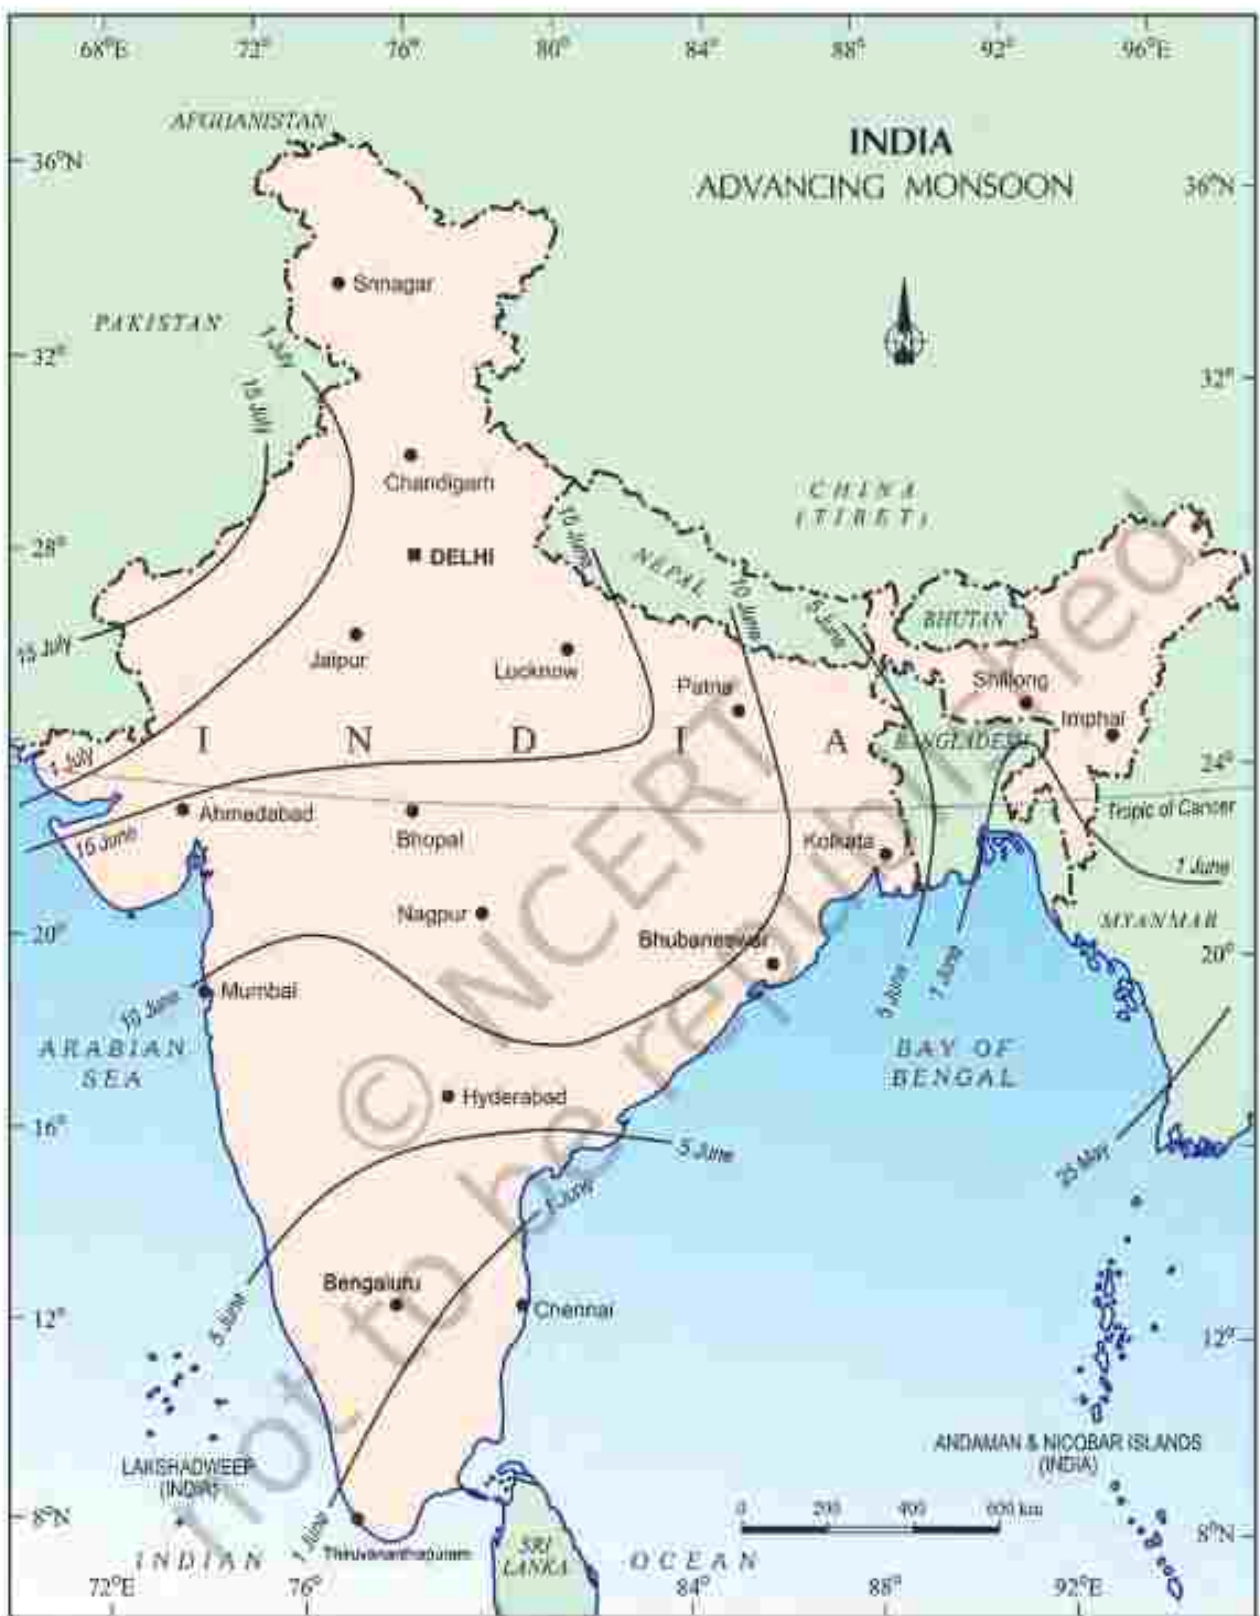 68°E 72° 76° 80° 84° 88° 92° 96°E
AFGHANISTAN
INDIA
ADVANCING MONSOON
36°N
36°N
Srinagar
PAKISTAN
1 July
N
32°
32°
15 July
Chandigarh
CHINA
(TIBET)
15 June
28°
DELHI
NEPAL
10 June
5 June
BHUTAN
15 July
Jaipur
Lucknow
Patna
Shillong
Imphal
I N D I A
BANGLADESH
1 July
24°
Ahmedabad
Tropic of Cancer
15 June
Bhopal
Kolkata
1 June
Nagpur
MYANMAR
20°
Bhubaneswar
20°
Mumbai
10 June
5 June
1 June
ARABIAN
SEA
BAY OF
BENGAL
Hyderabad
16°
5 June
25 May
1 June
Bengaluru
Chennai
12°
5 June
12°
LAKSHADWEEP
(INDIA)
ANDAMAN & NICOBAR ISLANDS
(INDIA)
0 200 400 600 km
8°N
1 June
8°N
Thiruvananthapuram
INDIAN
SRI
LANKA
OCEAN
72°E 76° 84° 88° 92°E
© NCERT
not to be republished